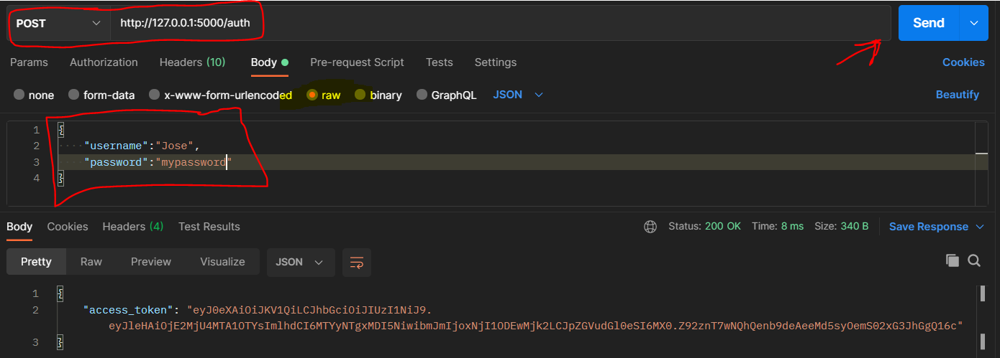 POST http://127.0.0.1:5000/auth Send
Params Authorization Headers (10) Body Pre-request Script Tests Settings Cookies
none form-data x-www-form-urlencoded raw binary GraphQL JSON Beautify
1 {
2 "username":"Jose",
3 "password":"mypassword"
4 }
Body Cookies Headers (4) Test Results Status: 200 OK Time: 8 ms Size: 340 B Save Response
Pretty Raw Preview Visualize JSON
1 {
2 "access_token": "eyJ0eXAiOiJKV1QiLCJhbGciOiJIUzI1NiJ9.
eyJleHAiOjE2MjU4MTA1OTYsImlhdCI6MTYyNTgxMDI5NiwibmJmIjoxNjI1ODEwMjk2LCJpZGVudGl0eSI6MX0.Z92znT7wNQhQenb9deAeeMd5syOemS02xG3JhGgQ16c"
3 }